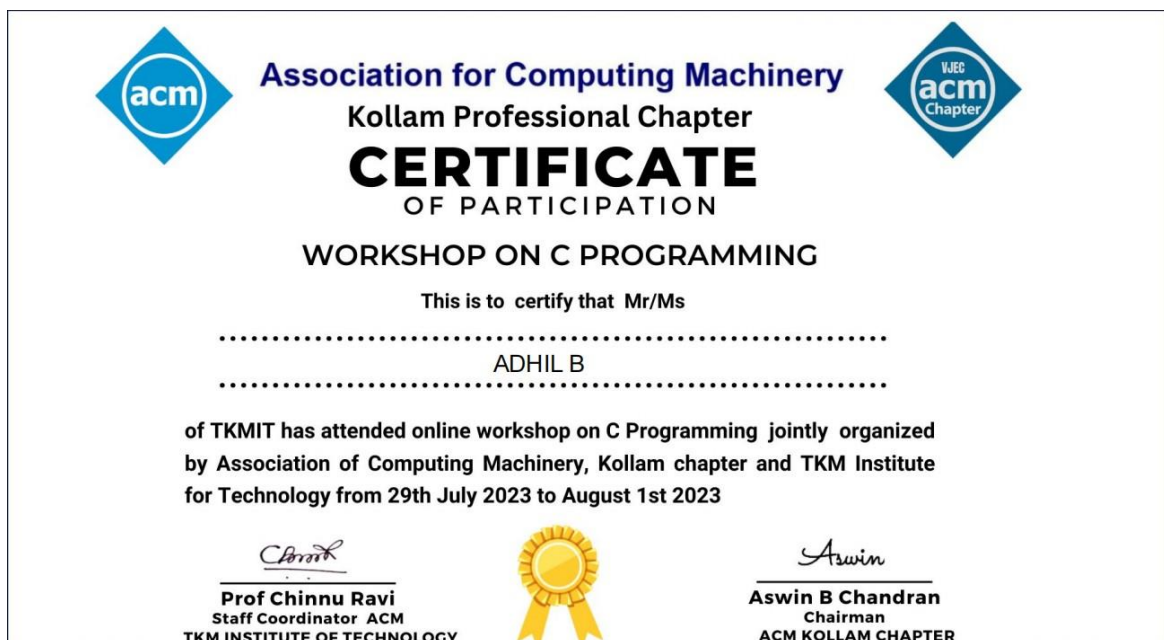 acm
Association for Computing Machinery
VJEC
acm
Chapter
Kollam Professional Chapter
CERTIFICATE
OF PARTICIPATION
WORKSHOP ON C PROGRAMMING
This is to certify that Mr/Ms
ADHIL B
of TKMIT has attended online workshop on C Programming jointly organized
by Association of Computing Machinery, Kollam chapter and TKM Institute
for Technology from 29th July 2023 to August 1st 2023
Aswin
Prof Chinnu Ravi
Staff Coordinator ACM
TKM INSTITUTE OF TECHNOLOGY
Aswin B Chandran
Chairman
ACM KOLLAM CHAPTER